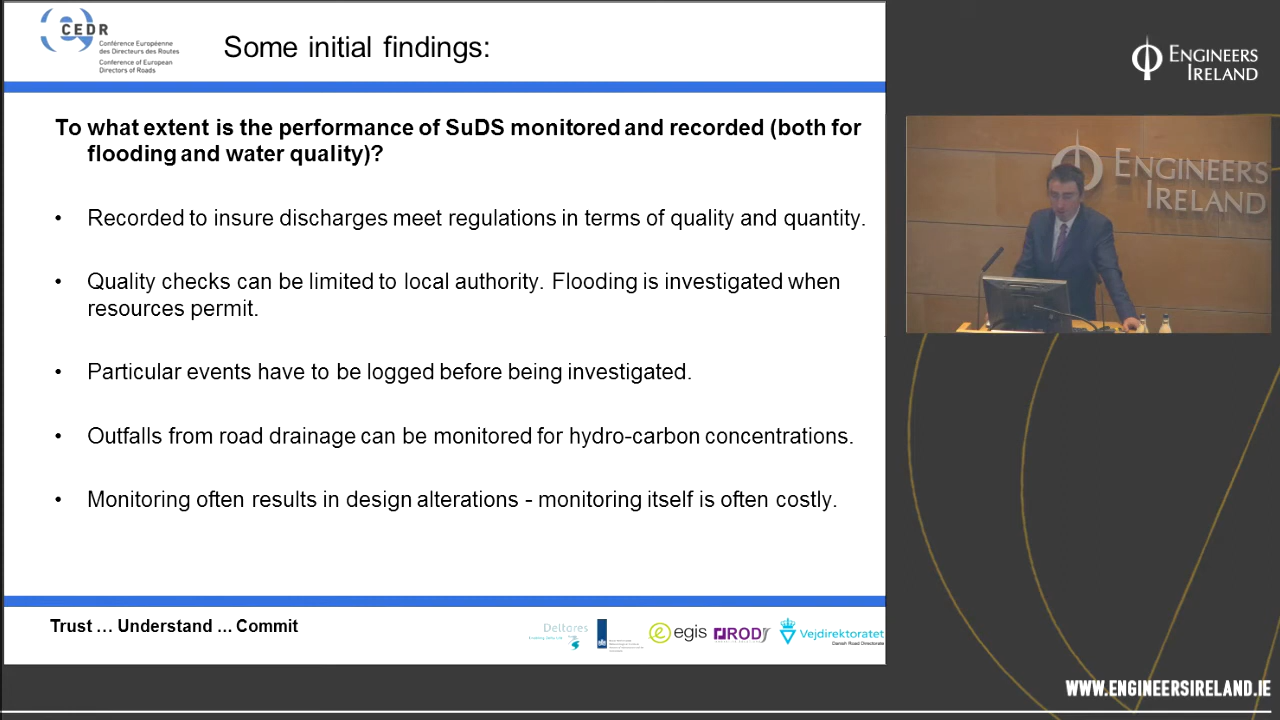 CEDR
Conférence Européenne
des Directeurs des Routes
Conference of European
Directors of Roads
Some initial findings:
To what extent is the performance of SuDS monitored and recorded (both for
flooding and water quality)?
• Recorded to insure discharges meet regulations in terms of quality and quantity.
• Quality checks can be limited to local authority. Flooding is investigated when
resources permit.
• Particular events have to be logged before being investigated.
• Outfalls from road drainage can be monitored for hydro-carbon concentrations.
• Monitoring often results in design alterations - monitoring itself is often costly.
Trust ... Understand ... Commit
Deltares
egis
ROD
Vejdirektoratet
Danish Road Directorate
ENGINEERS
IRELAND
ENGINEERS
IRELAND
WWW.ENGINEERSIRELAND.IE